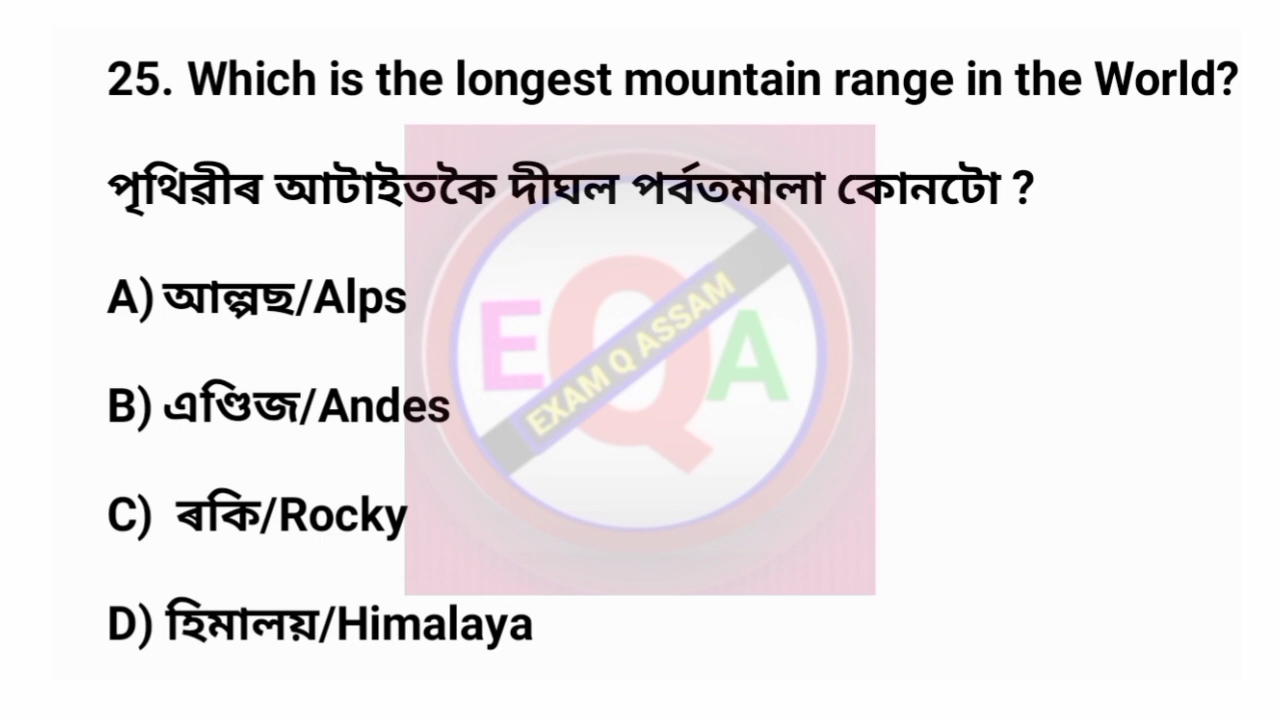 25. Which is the longest mountain range in the World?
পৃথিৱীৰ আটাইতকৈ দীঘল পৰ্বতমালা কোনটো ?
A) আল্পছ/Alps
E Q A
EXAM Q ASSAM
B) এণ্ডিজ/Andes
C) ৰকি/Rocky
D) হিমালয়/Himalaya